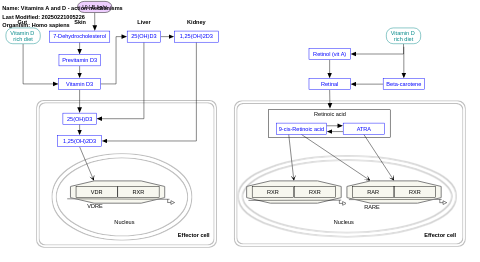 Name: Vitamins A and D - action mechanisms
Last Modified: 20250221005226
Organism: Homo sapiens
Skin
Liver
Kidney
Vitamin D
rich diet
7-Dehydrocholesterol
25(OH)D3
1,25(OH)2D3
Vitamin D
rich diet
Previtamin D3
Retinol (vit A)
Vitamin D3
Retinal
Beta-carotene
25(OH)D3
Retinoic acid
9-cis-Retinoic acid
ATRA
1,25(OH)2D3
VDR
RXR
RXR
RXR
RAR
RXR
VDRE
RARE
Nucleus
Nucleus
Effector cell
Effector cell